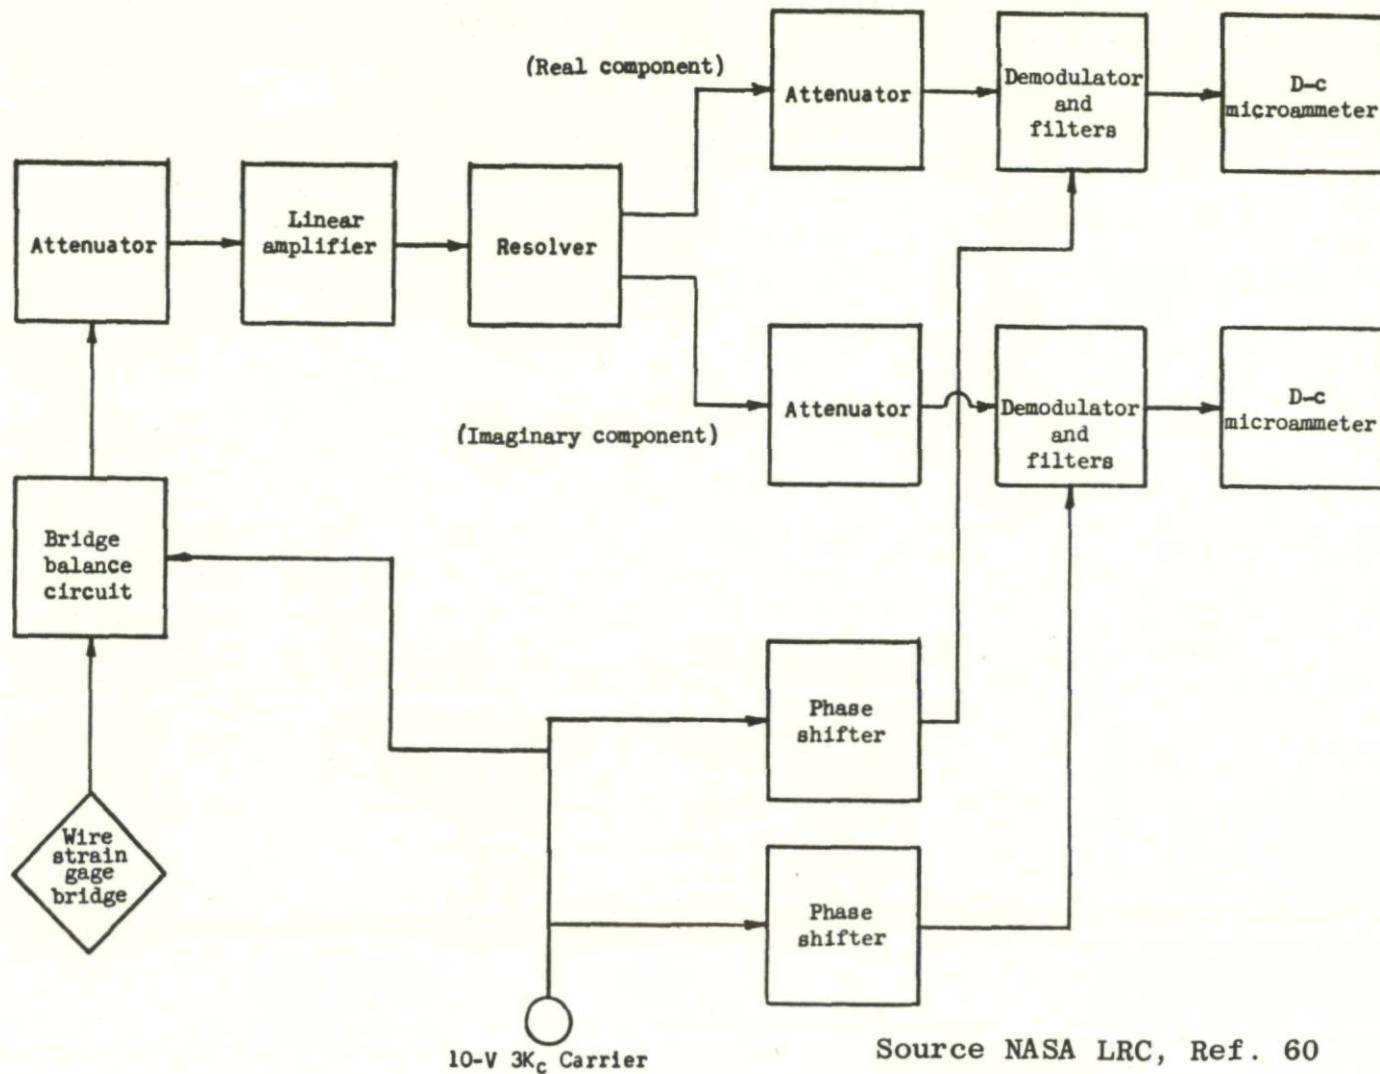 (Real component)
Attenuator
Demodulator
and
filters
D-c
microammeter
Attenuator
Linear
amplifier
Resolver
(Imaginary component)
Attenuator
Demodulator
and
filters
D-c
microammeter
Bridge
balance
circuit
Phase
shifter
Wire
strain
gage
bridge
Phase
shifter
10-V 3Kc Carrier
Source NASA LRC, Ref. 60